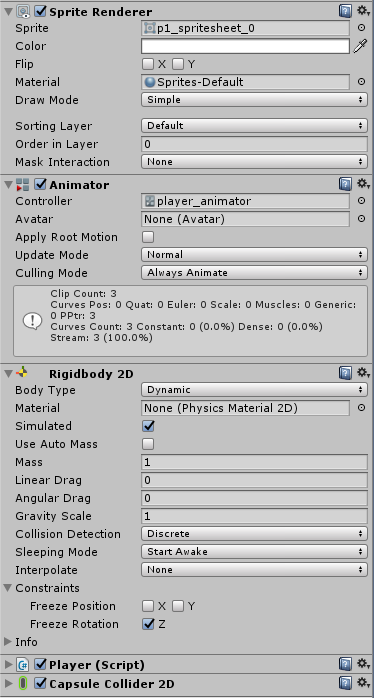 Sprite Renderer
Sprite p1_spritesheet_0
Color
Flip X Y
Material Sprites-Default
Draw Mode Simple
Sorting Layer Default
Order in Layer 0
Mask Interaction None
Animator
Controller player_animator
Avatar None (Avatar)
Apply Root Motion
Update Mode Normal
Culling Mode Always Animate
Clip Count: 3
Curves Pos: 0 Quat: 0 Euler: 0 Scale: 0 Muscles: 0 Generic:
0 PPtr: 3
Curves Count: 3 Constant: 0 (0.0%) Dense: 0 (0.0%)
Stream: 3 (100.0%)
Rigidbody 2D
Body Type Dynamic
Material None (Physics Material 2D)
Simulated
Use Auto Mass
Mass 1
Linear Drag 0
Angular Drag 0
Gravity Scale 1
Collision Detection Discrete
Sleeping Mode Start Awake
Interpolate None
Constraints
Freeze Position X Y
Freeze Rotation Z
Info
C# Player (Script)
Capsule Collider 2D